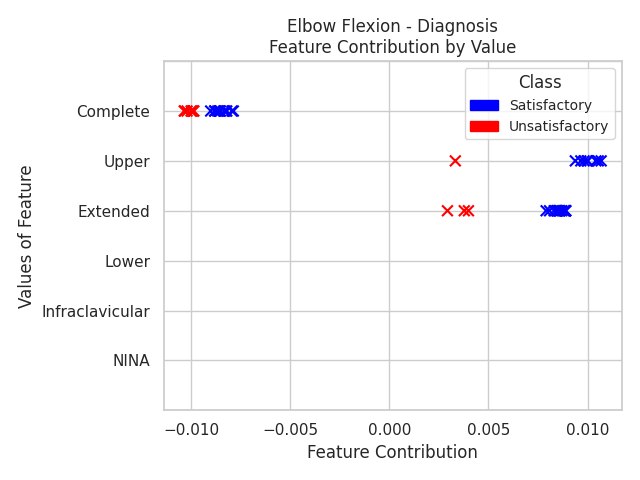 Elbow Flexion - Diagnosis
Feature Contribution by Value
Class
Satisfactory
Unsatisfactory
Values of Feature
Complete
Upper
Extended
Lower
Infraclavicular
NINA
−0.010
−0.005
0.000
0.005
0.010
Feature Contribution